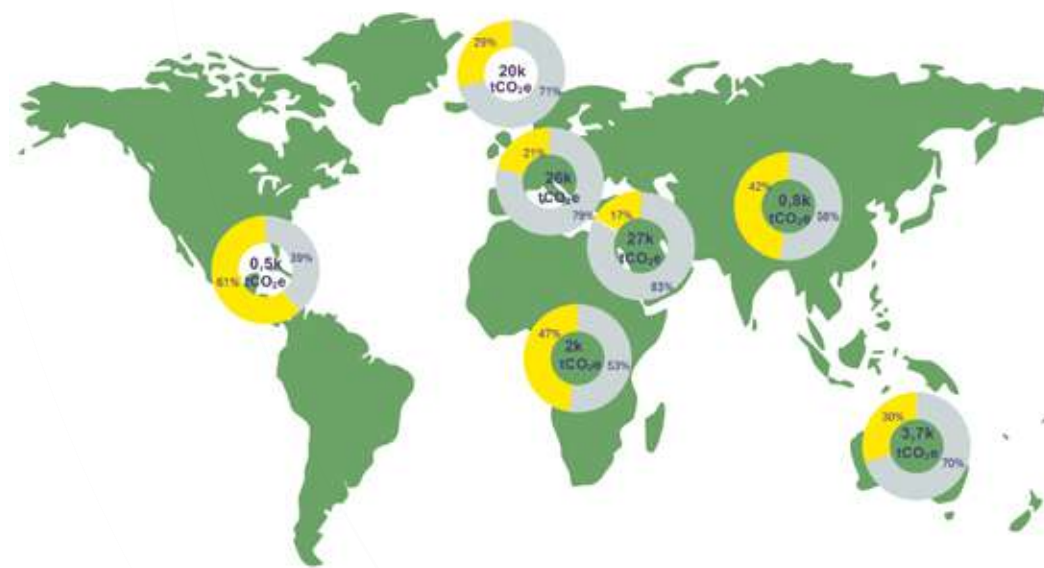 29%
20k
tCO₂e
71%
21%
26k
tCO₂e
79%
17%
27k
tCO₂e
83%
42%
0,8k
tCO₂e
58%
0,5k
tCO₂e
39%
61%
47%
2k
tCO₂e
53%
30%
3,7k
tCO₂e
70%